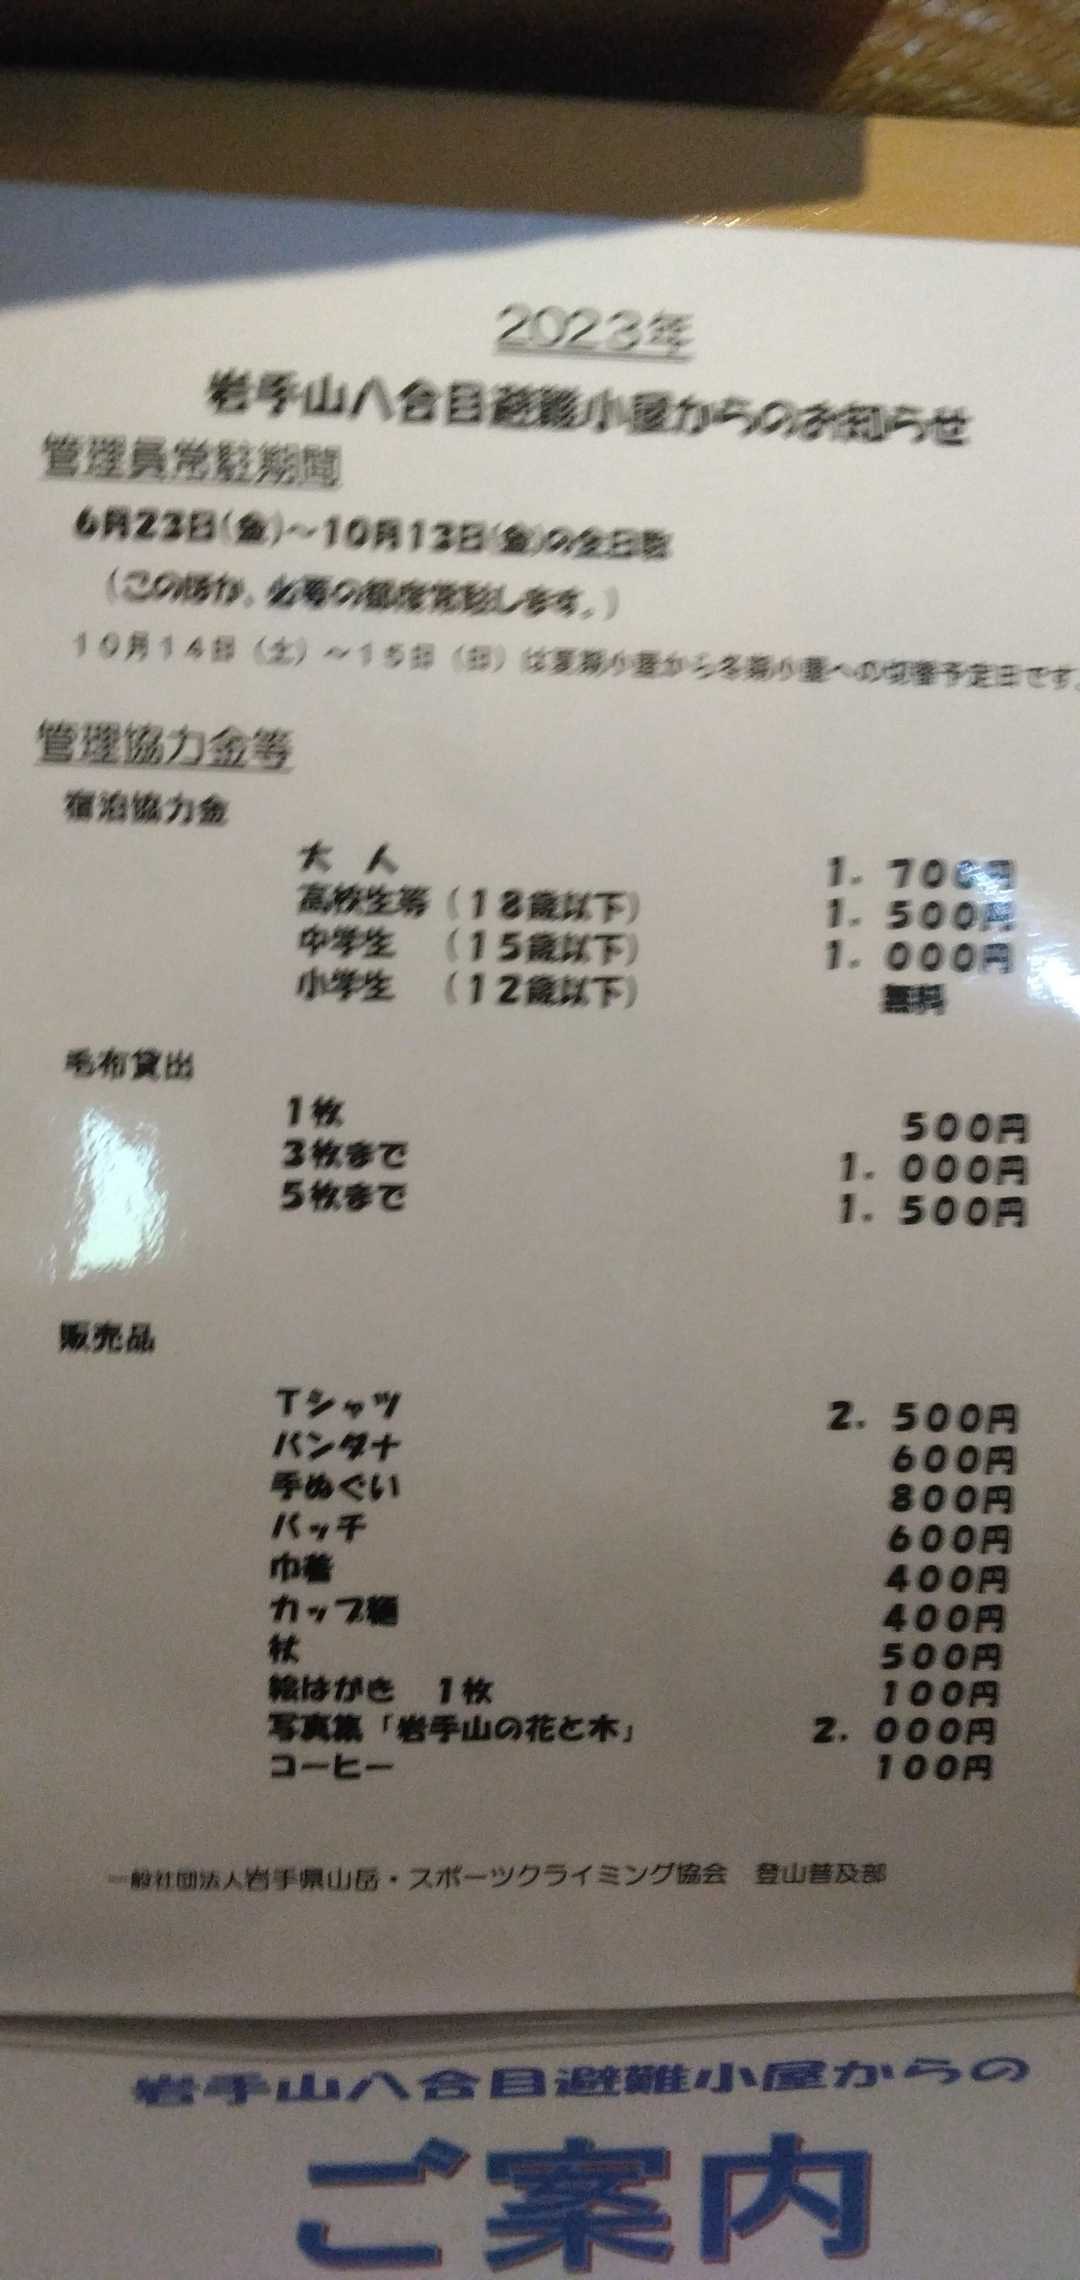 2023年
岩手山八合目避難小屋からのお知らせ
管理員常駐期間
6月23日(金)～10月13日(金)の全日数
（このほか、必要の都度常駐します。）
１０月１４日（土）～１５日（日）は夏期小屋から冬期小屋への切替予定日です。
管理協力金等
宿泊協力金
大　人　１．７００円
高校生等（１８歳以下）　１．５００円
中学生　（１５歳以下）　１．０００円
小学生　（１２歳以下）　無料
毛布貸出
１枚　５００円
３枚まで　１．０００円
５枚まで　１．５００円
販売品
Ｔシャツ　２．５００円
バンダナ　６００円
手ぬぐい　８００円
バッチ　６００円
巾着　４００円
カップ麺　４００円
杖　５００円
絵はがき　１枚　１００円
写真集「岩手山の花と木」　２．０００円
コーヒー　１００円
一般社団法人岩手県山岳・スポーツクライミング協会　登山普及部
岩手山八合目避難小屋からの
ご案内